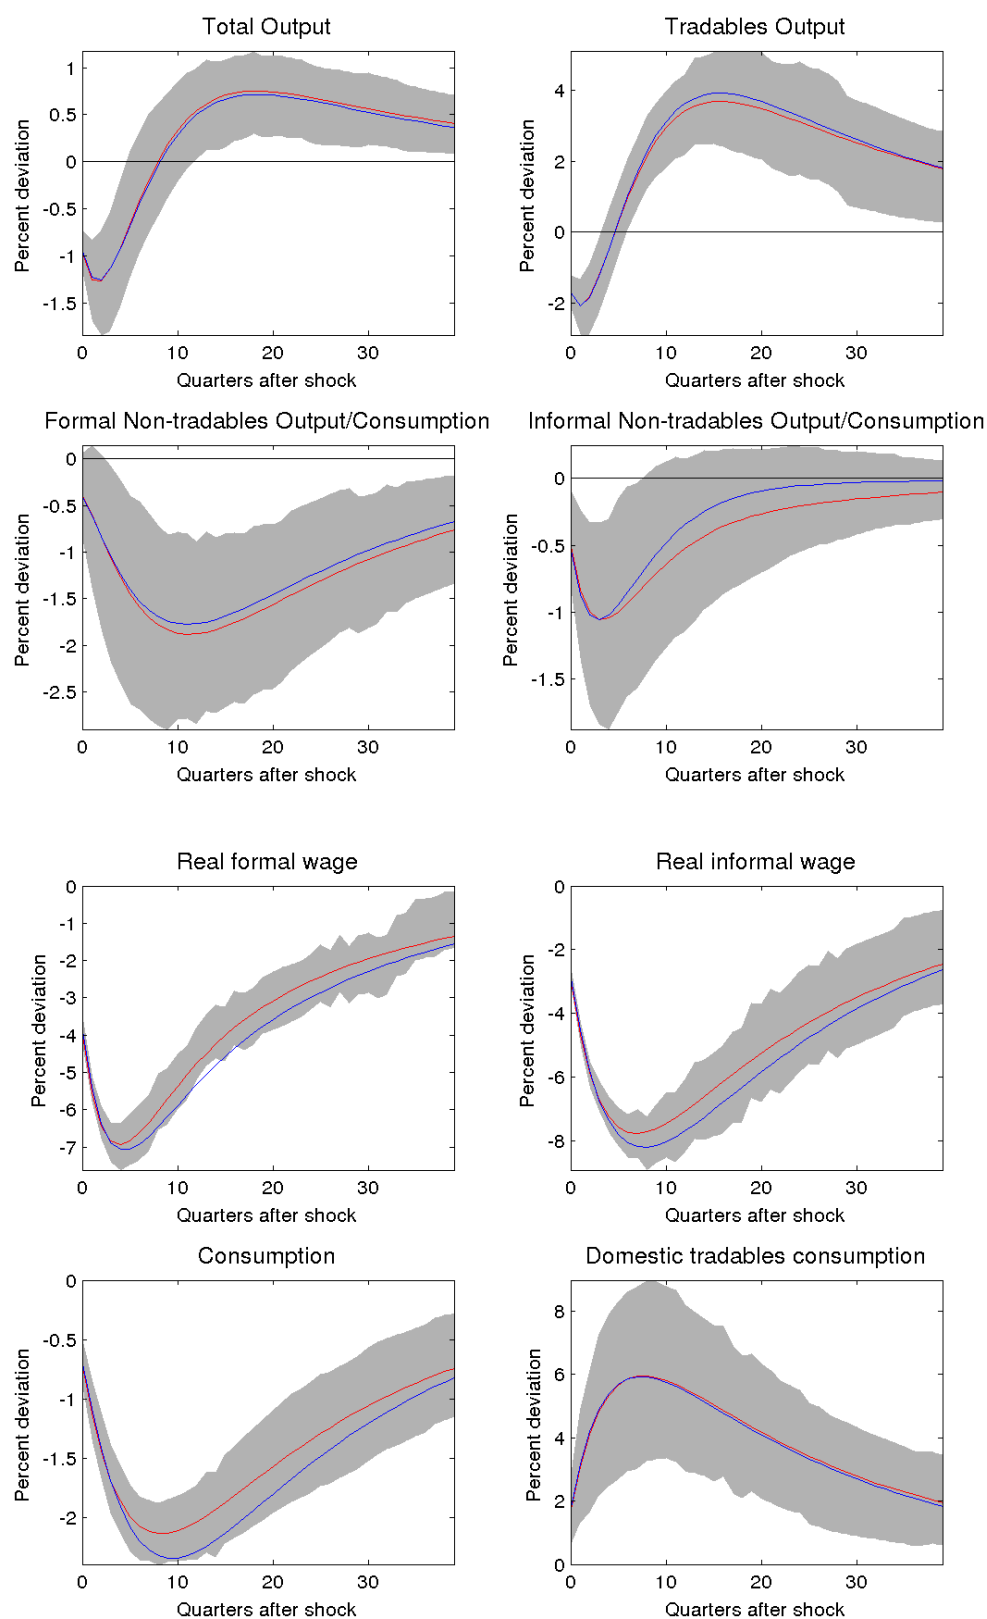 Total Output
Tradables Output
1
0.5
0
-0.5
-1
-1.5
Percent deviation
0 10 20 30
Quarters after shock
4
2
0
-2
Percent deviation
0 10 20 30
Quarters after shock
Formal Non-tradables Output/Consumption
Informal Non-tradables Output/Consumption
0
-0.5
-1
-1.5
-2
-2.5
Percent deviation
0 10 20 30
Quarters after shock
0
-0.5
-1
-1.5
Percent deviation
0 10 20 30
Quarters after shock
Real formal wage
Real informal wage
0
-1
-2
-3
-4
-5
-6
-7
Percent deviation
0 10 20 30
Quarters after shock
0
-2
-4
-6
-8
Percent deviation
0 10 20 30
Quarters after shock
Consumption
Domestic tradables consumption
0
-0.5
-1
-1.5
-2
Percent deviation
0 10 20 30
Quarters after shock
8
6
4
2
0
Percent deviation
0 10 20 30
Quarters after shock